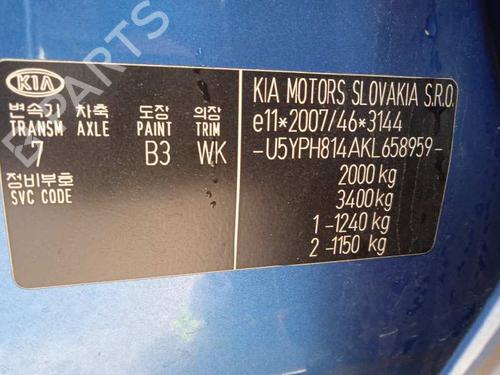 KIA
변속기 차축 도장 의장
TRANSM AXLE PAINT TRIM
7 B3 WK
정비부호
SVC CODE
KIA MOTORS SLOVAKIA S.R.O.
e11*2007/46*3144
-U5YPH814AKL658959-
2000 kg
3400 kg
1 -1240 kg
2 -1150 kg
B-PARTS